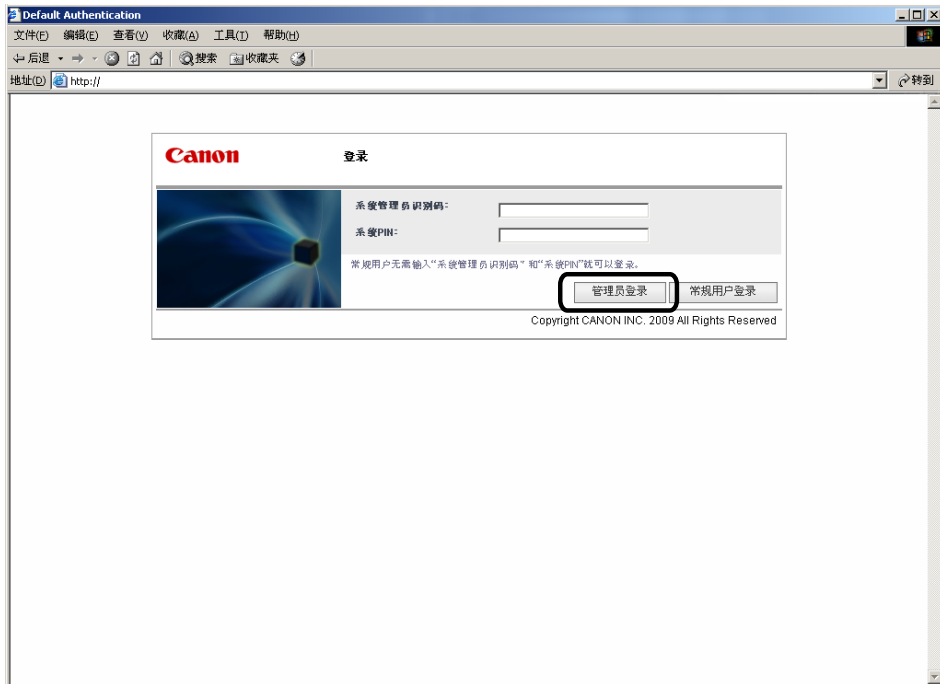 Default Authentication
文件(F) 编辑(E) 查看(V) 收藏(A) 工具(T) 帮助(H)
后退 搜索 收藏夹
地址(D) http:// 转到
Canon 登录
系统管理员识别码:
系统PIN:
常规用户无需输入“系统管理员识别码”和“系统PIN”就可以登录。
管理员登录 常规用户登录
Copyright CANON INC. 2009 All Rights Reserved